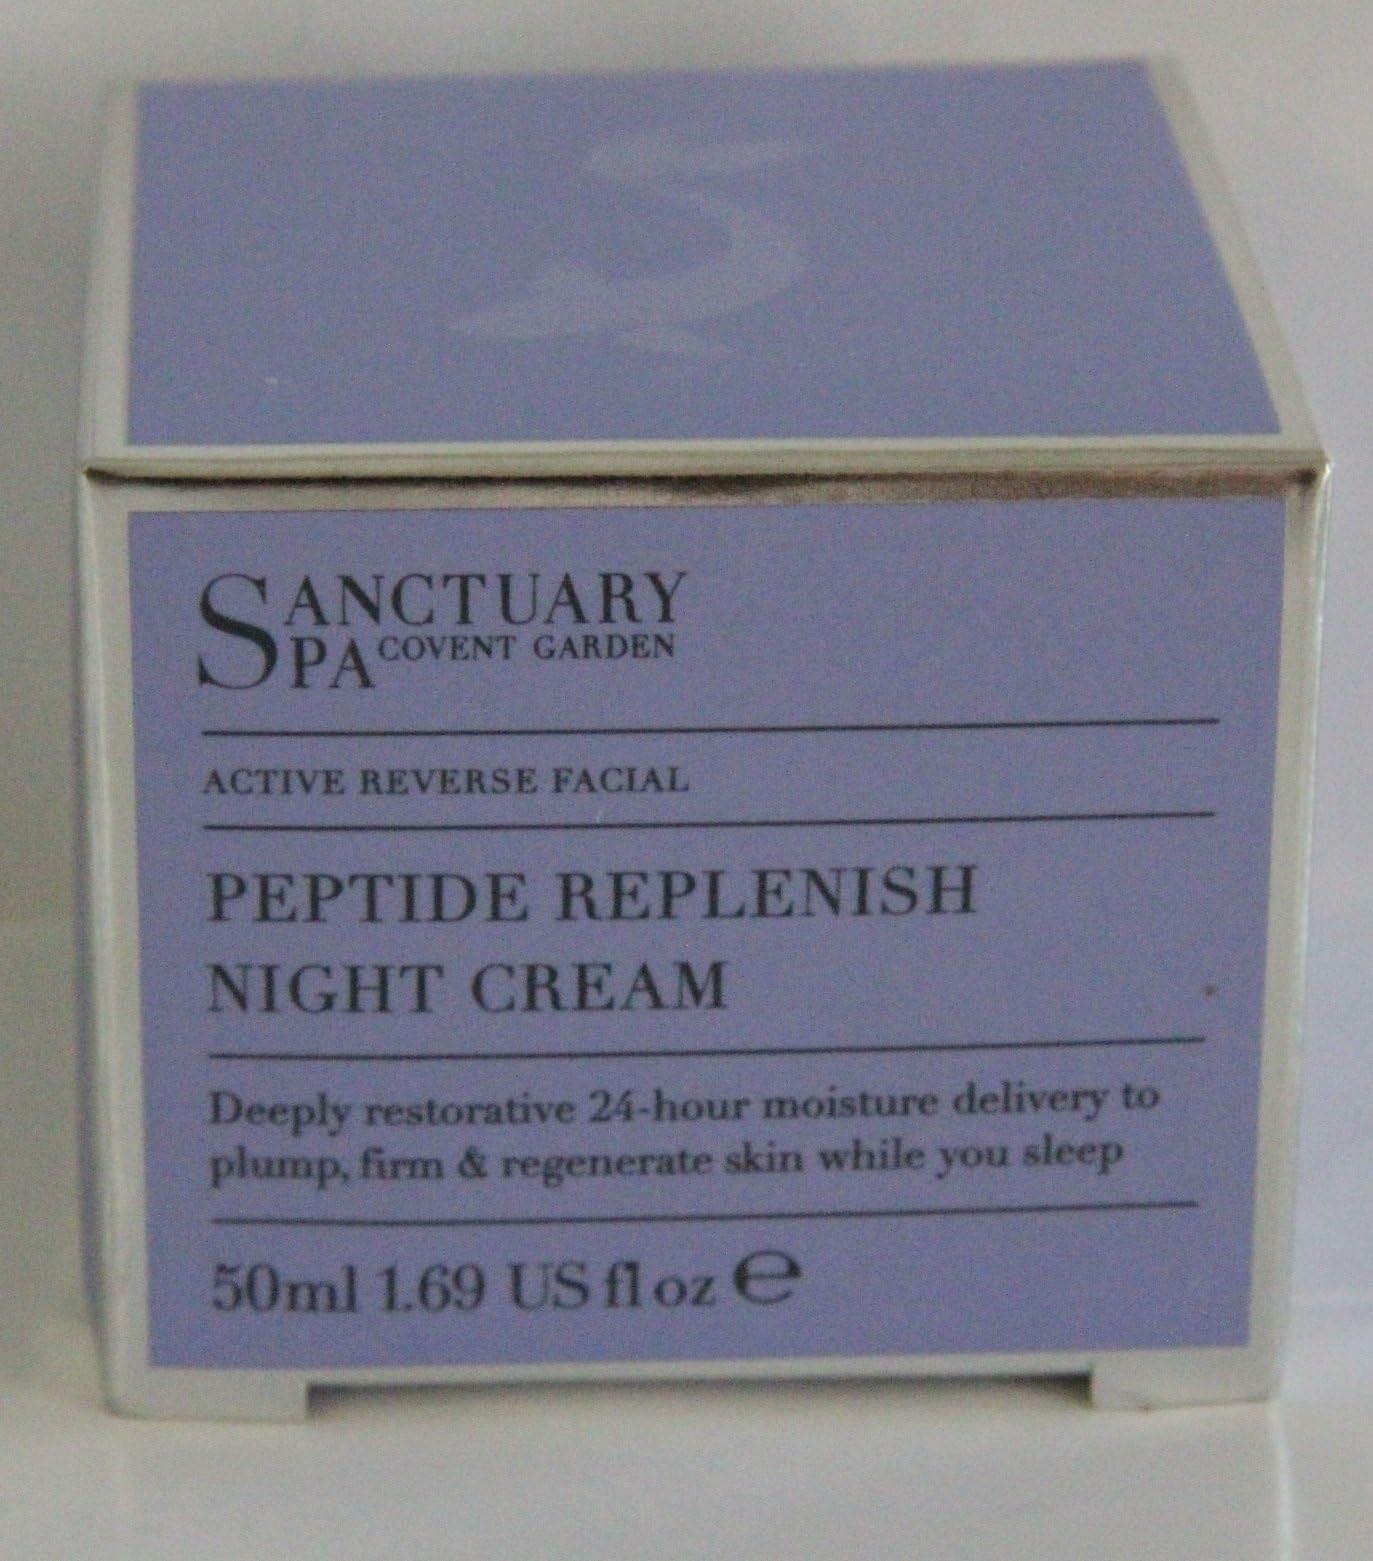 SANCTUARY
SPA COVENT GARDEN
ACTIVE REVERSE FACIAL
PEPTIDE REPLENISH
NIGHT CREAM
Deeply restorative 24-hour moisture delivery to
plump, firm & regenerate skin while you sleep
50ml 1.69 US fl oz ℮